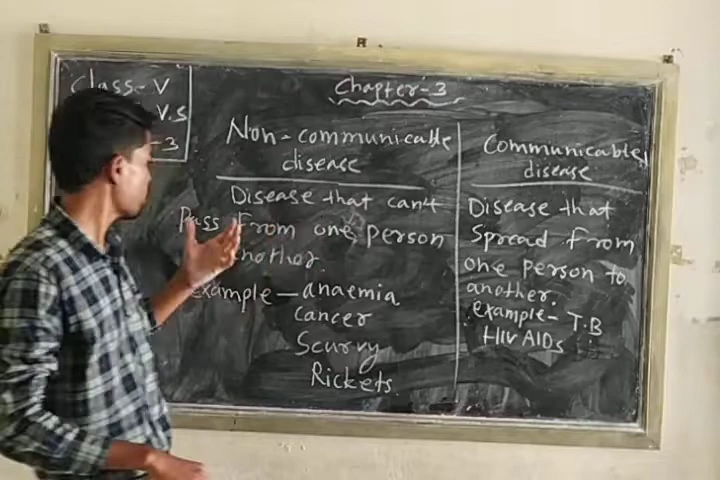 Class-V
V.S
-3
Chapter-3
Non-communicable
disease
Disease that can't
Pass from one person
another.
example - anaemia
cancer
Scurvy
Rickets
Communicable
disease
Disease that
Spread from
one person to
another.
example - T.B
HIV AIDs